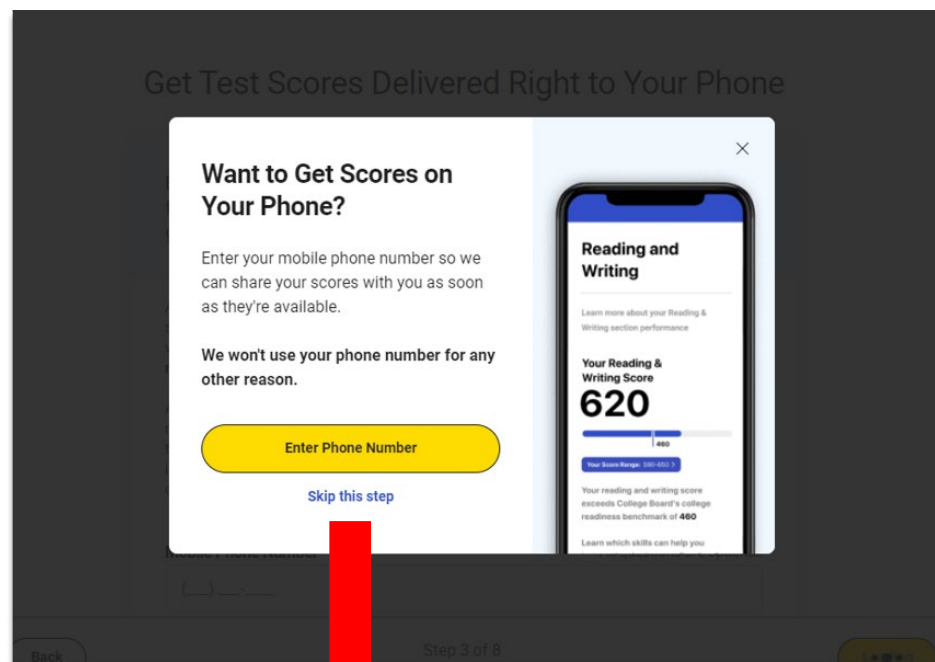 Get Test Scores Delivered Right to Your Phone
Want to Get Scores on
Your Phone?
Enter your mobile phone number so we
can share your scores with you as soon
as they're available.
We won't use your phone number for any
other reason.
Enter Phone Number
Skip this step
Reading and
Writing
Learn more about your Reading &
Writing section performance
Your Reading &
Writing Score
620
460
Your Score Range: 590-650 >
Your reading and writing score
exceeds College Board's college
readiness benchmark of 460
Learn which skills can help you
Mobile Phone Number
(___) ___-____
Back
Step 3 of 8